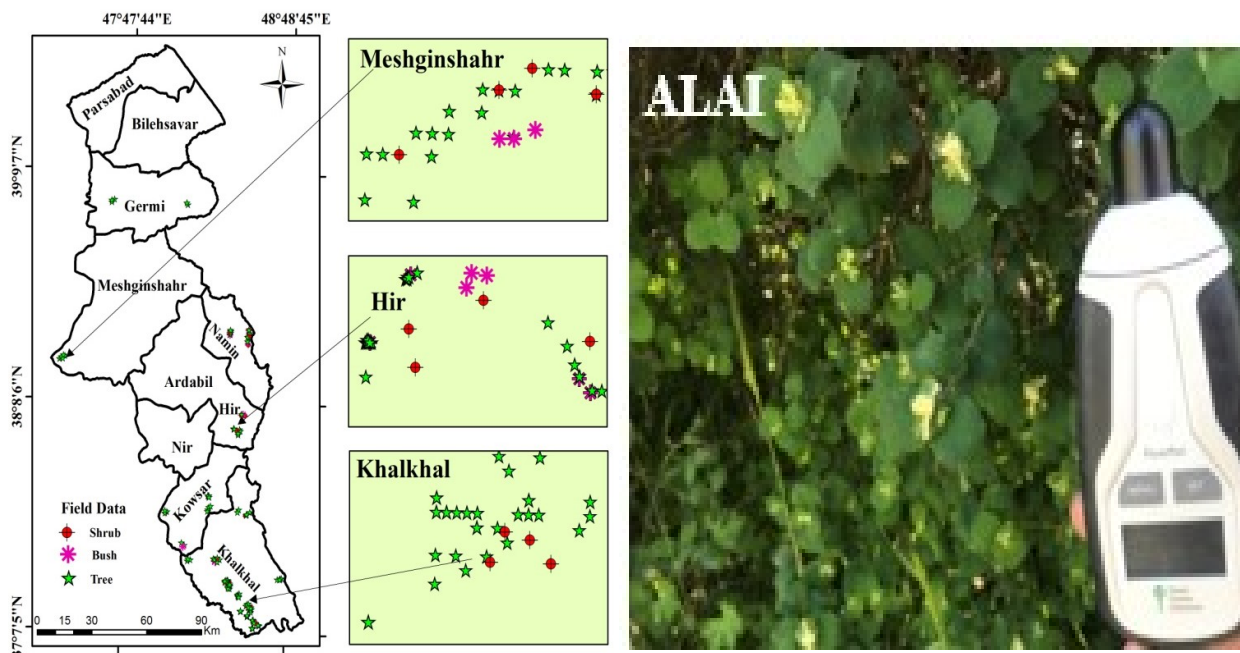 47°47'44"E
48°48'45"E
N
39°9'7"N
38°8'6"N
37°7'5"N
Parsabad
Bilehsavar
Germi
Meshginshahr
Namin
Ardabil
Hir
Nir
Kowsar
Khalkhal
Field Data
Shrub
Bush
Tree
0 15 30 60 90
Km
Meshginshahr
Hir
Khalkhal
ALAI